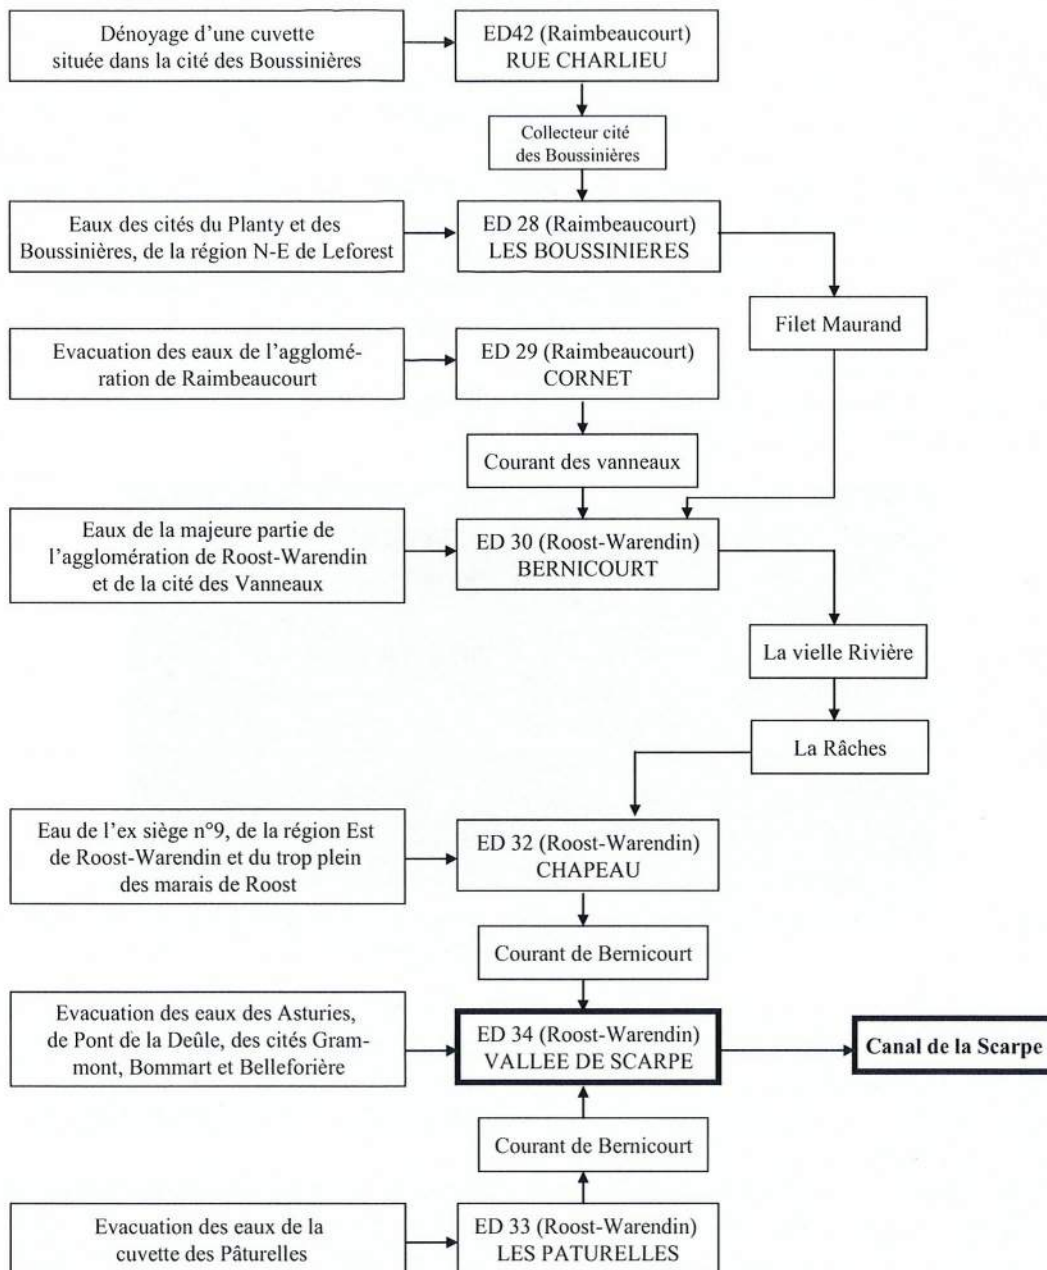 Dénoyage d’une cuvette
située dans la cité des Boussinières
ED42 (Raimbeaucourt)
RUE CHARLIEU
Collecteur cité
des Boussinières
Eaux des cités du Planty et des
Boussinières, de la région N-E de Leforest
ED 28 (Raimbeaucourt)
LES BOUSSINIERES
Filet Maurand
Evacuation des eaux de l’agglomé-
ration de Raimbeaucourt
ED 29 (Raimbeaucourt)
CORNET
Courant des vanneaux
Eaux de la majeure partie de
l’agglomération de Roost-Warendin
et de la cité des Vanneaux
ED 30 (Roost-Warendin)
BERNICOURT
La vielle Rivière
La Râches
Eau de l’ex siège n°9, de la région Est
de Roost-Warendin et du trop plein
des marais de Roost
ED 32 (Roost-Warendin)
CHAPEAU
Courant de Bernicourt
Evacuation des eaux des Asturies,
de Pont de la Deûle, des cités Gram-
mont, Bommart et Belleforière
ED 34 (Roost-Warendin)
VALLEE DE SCARPE
Canal de la Scarpe
Courant de Bernicourt
Evacuation des eaux de la
cuvette des Pâturelles
ED 33 (Roost-Warendin)
LES PATURELLES